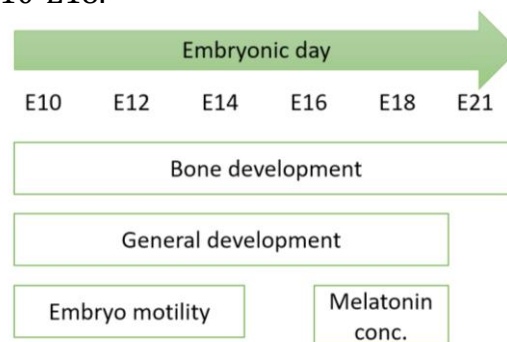 Embryonic day
E10 E12 E14 E16 E18 E21
Bone development
General development
Embryo motility
Melatonin
conc.